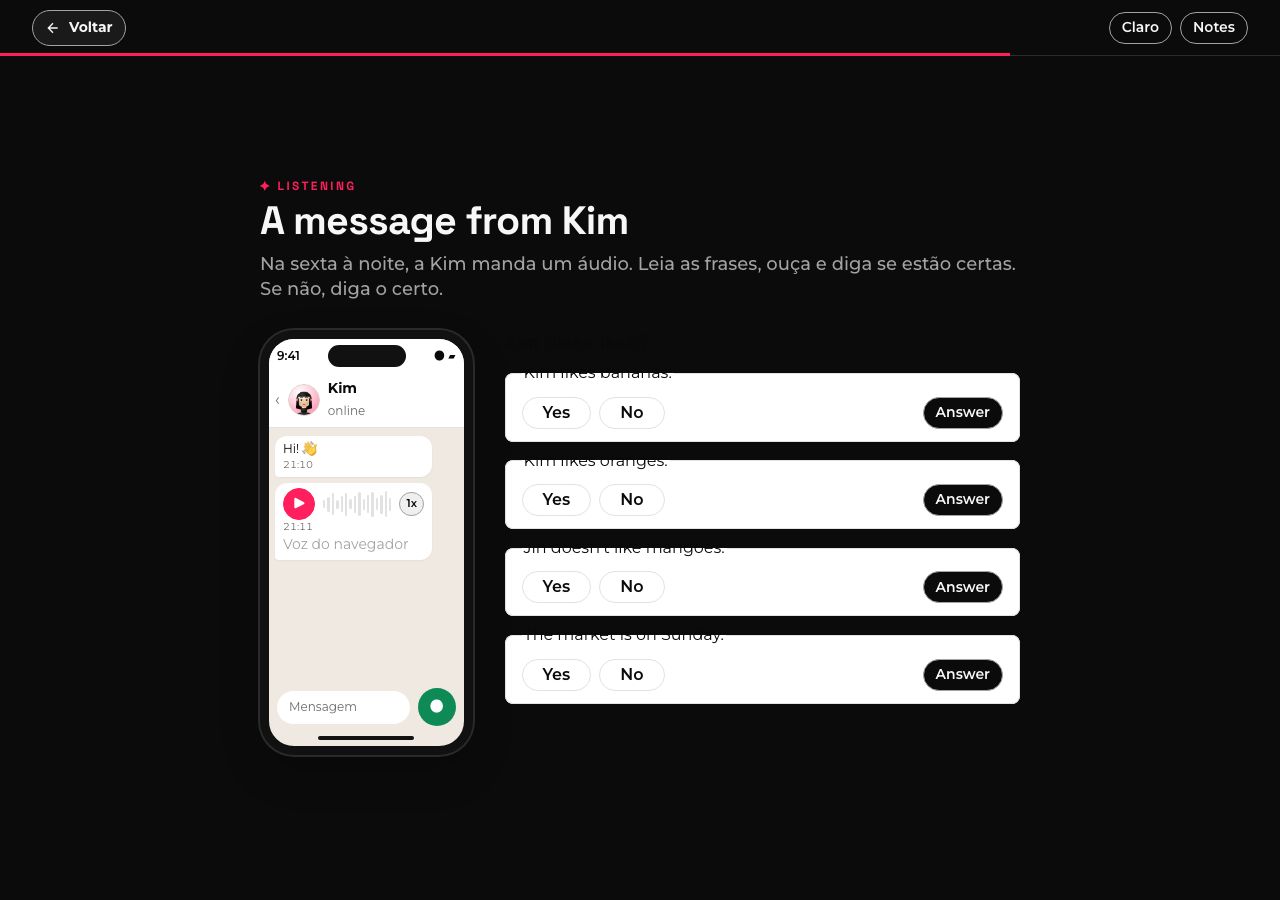 Voltar
Claro
Notes
LISTENING
A message from Kim
Na sexta à noite, a Kim manda um áudio. Leia as frases, ouça e diga se estão certas.
Se não, diga o certo.
9:41
Kim
online
Hi! 👋
21:10
1x
21:11
Voz do navegador
Mensagem
Kim likes bananas.
Yes
No
Answer
Kim likes oranges.
Yes
No
Answer
Jin doesn't like mangoes.
Yes
No
Answer
The market is on Sunday.
Yes
No
Answer